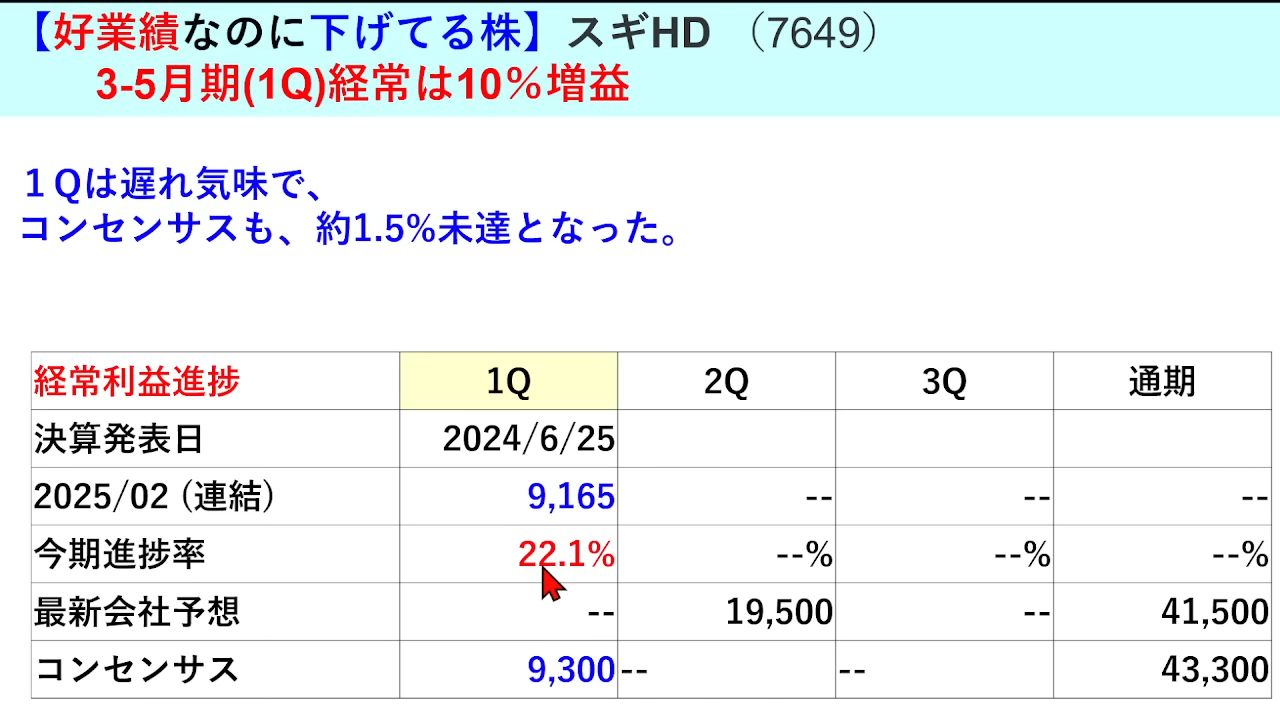 【好業績なのに下げてる株】スギHD（7649）
3-5月期(1Q)経常は10%増益
１Qは遅れ気味で、
コンセンサスも、約1.5%未達となった。
経常利益進捗 1Q 2Q 3Q 通期
決算発表日 2024/6/25
2025/02 (連結) 9,165 -- -- --
今期進捗率 22.1% --% --% --%
最新会社予想 -- 19,500 -- 41,500
コンセンサス 9,300 -- -- 43,300